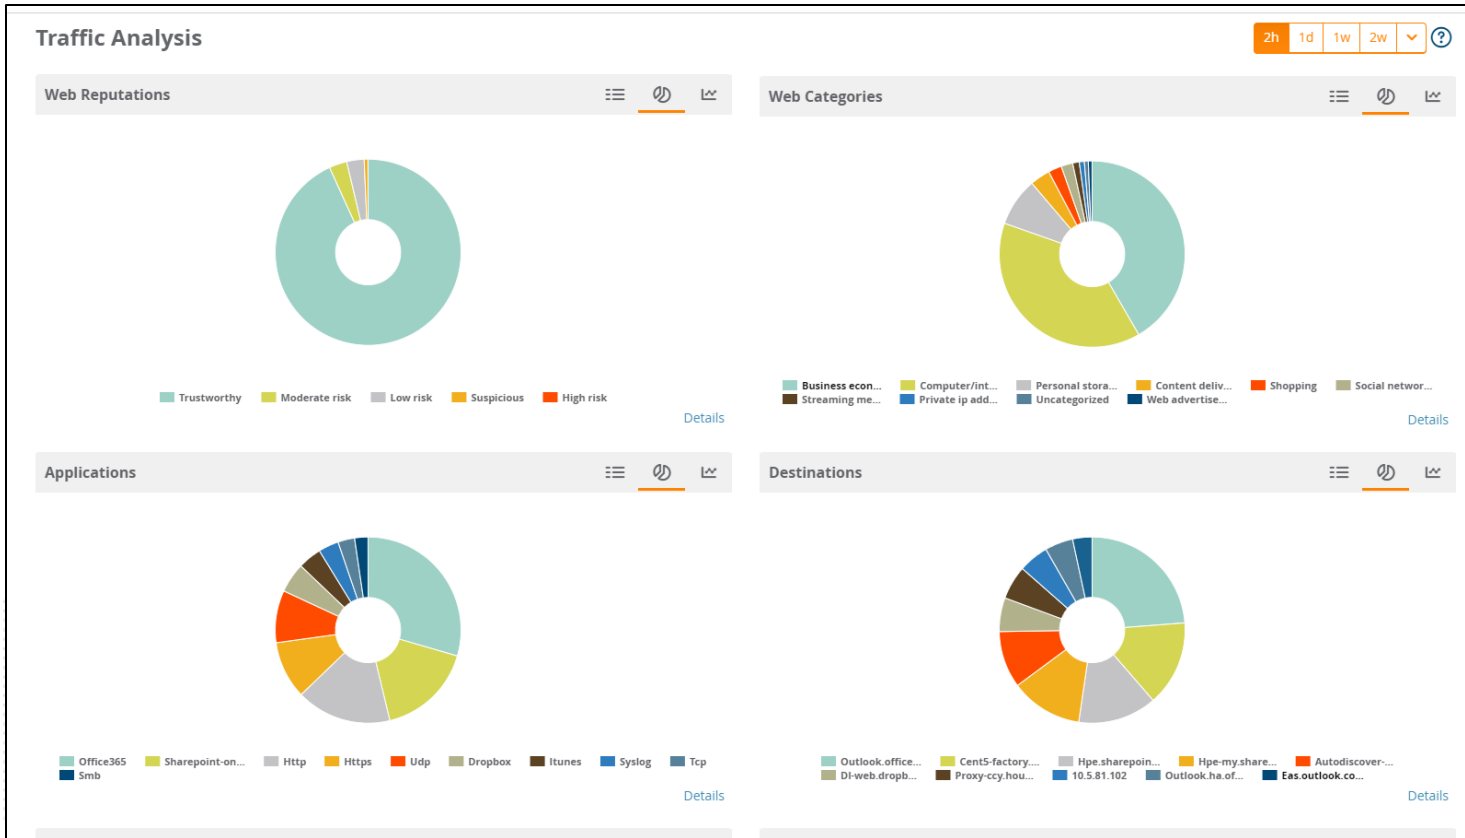 Traffic Analysis
2h 1d 1w 2w
Web Reputations
Trustworthy Moderate risk Low risk Suspicious High risk
Details
Web Categories
Business econ... Computer/int... Personal stora... Content deliv... Shopping Social networ...
Streaming me... Private ip add... Uncategorized Web advertise...
Details
Applications
Office365 Sharepoint-on... Http Https Udp Dropbox Itunes Syslog Tcp
Smb
Details
Destinations
Outlook.office... Cent5-factory.... Hpe.sharepoin... Hpe-my.share... Autodiscover-...
Dl-web.dropb... Proxy-ccy.hou... 10.5.81.102 Outlook.ha.of... Eas.outlook.co...
Details